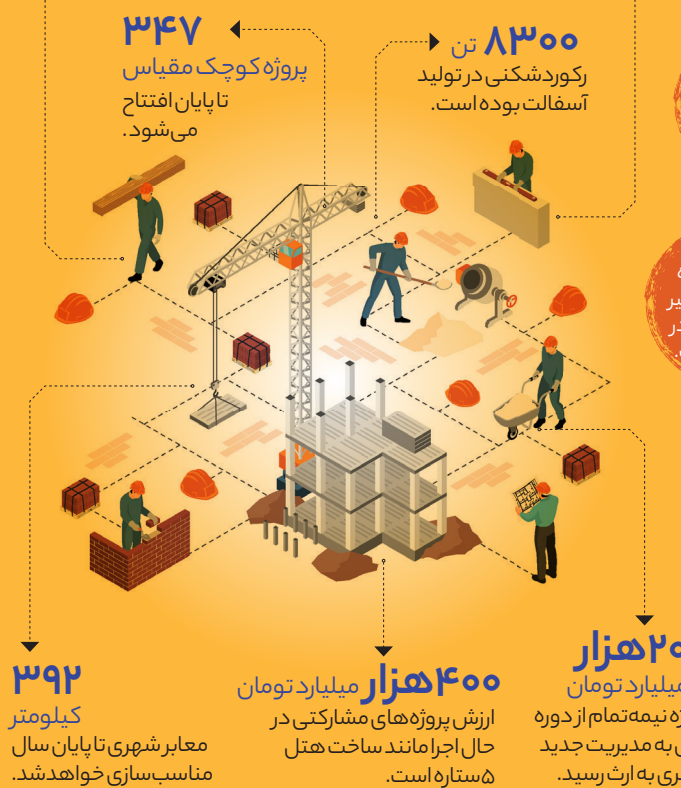 ۸۳۰۰ تن
رکوردشکنی در تولید
آسفالت بوده است.
۳۴۷
پروژه کوچک مقیاس
تا پایان افتتاح
می‌شود.
در
هزار
میلیارد تومان
نیمه‌تمام از دوره
به مدیریت جدید
به ارث رسید.
۴۰۰هزار میلیارد تومان
ارزش پروژه‌های مشارکتی در
حال اجرا مانند ساخت هتل
۵ستاره است.
۳۹۲
کیلومتر
معابر شهری تا پایان سال
مناسب‌سازی خواهد شد.